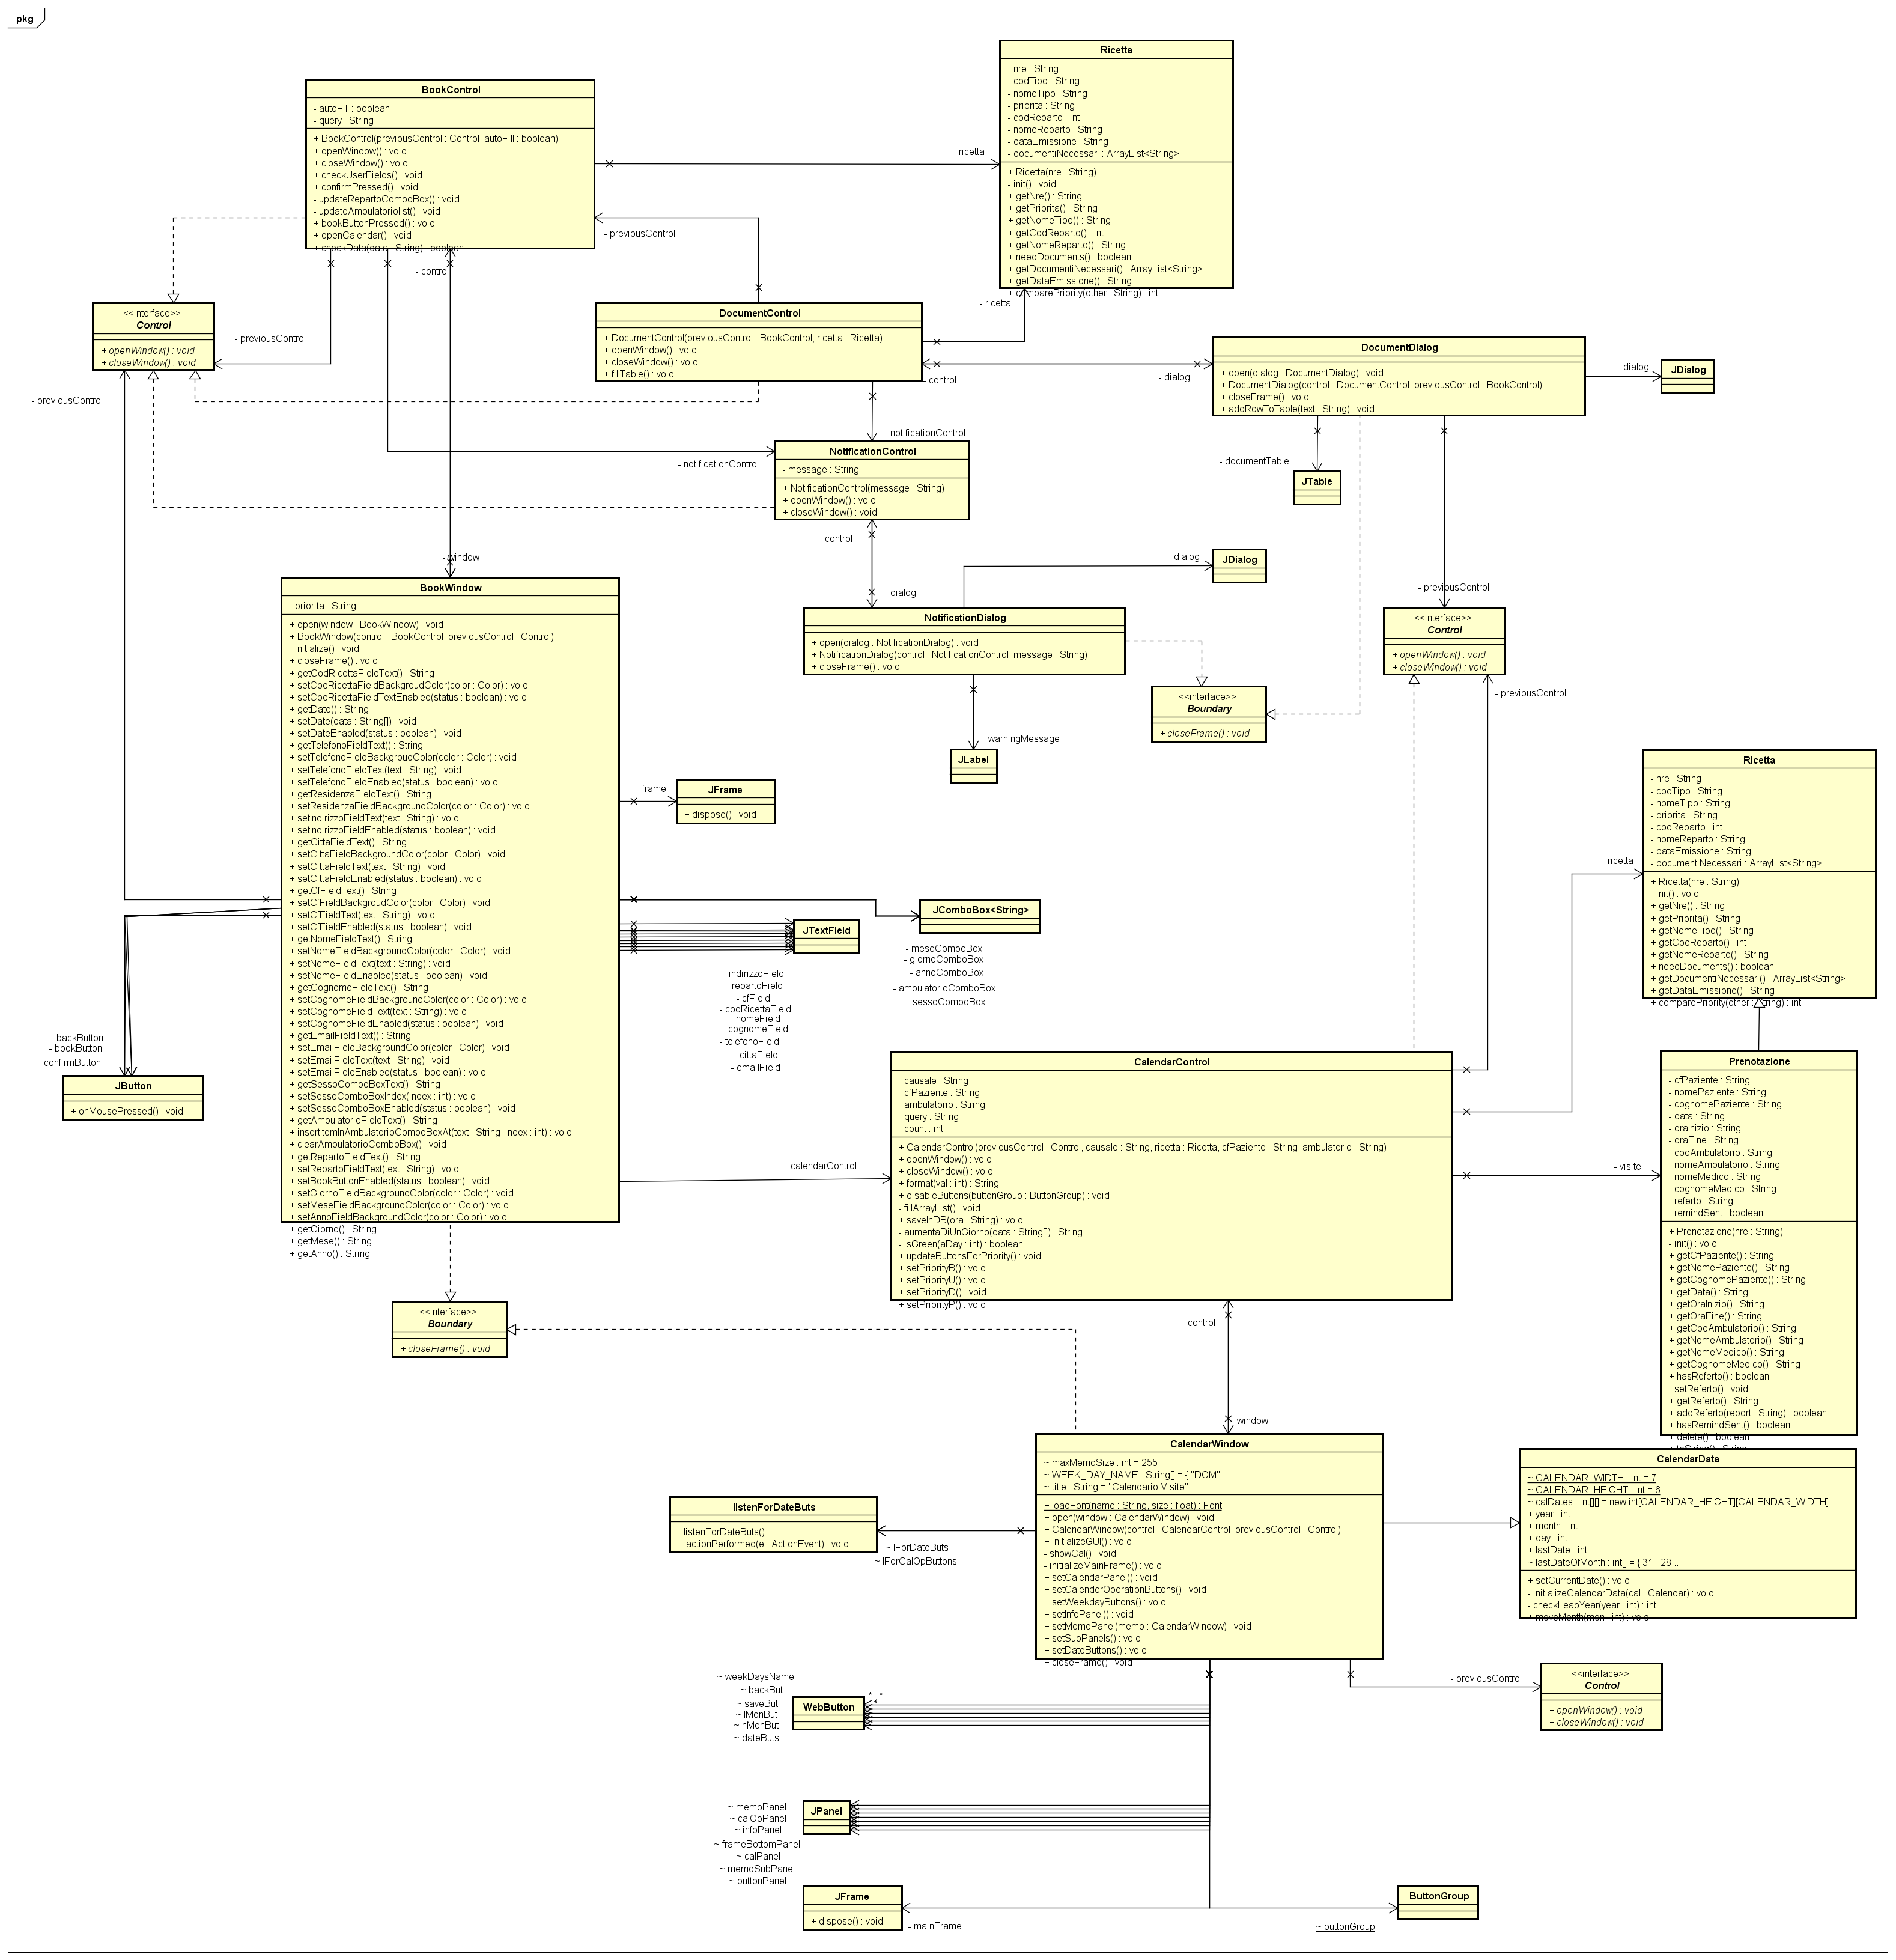 pkg
Ricetta
- nre : String
- codTipo : String
- nomeTipo : String
- priorita : String
- codReparto : int
- nomeReparto : String
- dataEmissione : String
- documentiNecessari : ArrayList<String>
+ Ricetta(nre : String)
- init() : void
+ getNre() : String
+ getPriorita() : String
+ getNomeTipo() : String
+ getCodReparto() : int
+ getNomeReparto() : String
+ needDocuments() : boolean
+ getDocumentiNecessari() : ArrayList<String>
+ getDataEmissione() : String
+ comparePriority(other : String) : int
BookControl
- autoFill : boolean
- query : String
+ BookControl(previousControl : Control, autoFill : boolean)
+ openWindow() : void
+ closeWindow() : void
+ checkUserFields() : void
+ confirmPressed() : void
- updateRepartoComboBox() : void
- updateAmbulatoriolist() : void
+ bookButtonPressed() : void
+ openCalendar() : void
+ checkData(data : String) : boolean
- ricetta
- previousControl
- control
- ricetta
<<interface>>
Control
+ openWindow() : void
+ closeWindow() : void
- previousControl
- previousControl
DocumentControl
+ DocumentControl(previousControl : BookControl, ricetta : Ricetta)
+ openWindow() : void
+ closeWindow() : void
+ fillTable() : void
- control
- dialog
DocumentDialog
+ open(dialog : DocumentDialog) : void
+ DocumentDialog(control : DocumentControl, previousControl : BookControl)
+ closeFrame() : void
+ addRowToTable(text : String) : void
- dialog
JDialog
- notificationControl
- notificationControl
NotificationControl
- message : String
+ NotificationControl(message : String)
+ openWindow() : void
+ closeWindow() : void
- documentTable
JTable
- control
- dialog
- window
- dialog
JDialog
- previousControl
NotificationDialog
+ open(dialog : NotificationDialog) : void
+ NotificationDialog(control : NotificationControl, message : String)
+ closeFrame() : void
<<interface>>
Control
+ openWindow() : void
+ closeWindow() : void
- previousControl
<<interface>>
Boundary
+ closeFrame() : void
- warningMessage
JLabel
BookWindow
- priorita : String
+ open(window : BookWindow) : void
+ BookWindow(control : BookControl, previousControl : Control)
- initialize() : void
+ closeFrame() : void
+ getCodRicettaFieldText() : String
+ setCodRicettaFieldBackgroudColor(color : Color) : void
+ setCodRicettaFieldTextEnabled(status : boolean) : void
+ getDate() : String
+ setDate(data : String[]) : void
+ setDateEnabled(status : boolean) : void
+ getTelefonoFieldText() : String
+ setTelefonoFieldBackgroudColor(color : Color) : void
+ setTelefonoFieldText(text : String) : void
+ setTelefonoFieldEnabled(status : boolean) : void
+ getResidenzaFieldText() : String
+ setResidenzaFieldBackgroundColor(color : Color) : void
+ setIndirizzoFieldText(text : String) : void
+ setIndirizzoFieldEnabled(status : boolean) : void
+ getCittaFieldText() : String
+ setCittaFieldBackgroundColor(color : Color) : void
+ setCittaFieldText(text : String) : void
+ setCittaFieldEnabled(status : boolean) : void
+ getCfFieldText() : String
+ setCfFieldBackgroudColor(color : Color) : void
+ setCfFieldText(text : String) : void
+ setCfFieldEnabled(status : boolean) : void
+ getNomeFieldText() : String
+ setNomeFieldBackgroundColor(color : Color) : void
+ setNomeFieldText(text : String) : void
+ setNomeFieldEnabled(status : boolean) : void
+ getCognomeFieldText() : String
+ setCognomeFieldBackgroundColor(color : Color) : void
+ setCognomeFieldText(text : String) : void
+ setCognomeFieldEnabled(status : boolean) : void
+ getEmailFieldText() : String
+ setEmailFieldBackgroundColor(color : Color) : void
+ setEmailFieldText(text : String) : void
+ setEmailFieldEnabled(status : boolean) : void
+ getSessoComboBoxText() : String
+ setSessoComboBoxIndex(index : int) : void
+ setSessoComboBoxEnabled(status : boolean) : void
+ getAmbulatorioFieldText() : String
+ insertItemInAmbulatorioComboBoxAt(text : String, index : int) : void
+ clearAmbulatorioComboBox() : void
+ getRepartoFieldText() : String
+ setRepartoFieldText(text : String) : void
+ setBookButtonEnabled(status : boolean) : void
+ setGiornoFieldBackgroundColor(color : Color) : void
+ setMeseFieldBackgroundColor(color : Color) : void
+ setAnnoFieldBackgroundColor(color : Color) : void
+ getGiorno() : String
+ getMese() : String
+ getAnno() : String
- frame
JFrame
+ dispose() : void
JComboBox<String>
JTextField
- meseComboBox
- giornoComboBox
- annoComboBox
- ambulatorioComboBox
- sessoComboBox
- indirizzoField
- repartoField
- cfField
- codRicettaField
- nomeField
- cognomeField
- telefonoField
- cittaField
- emailField
- backButton
- bookButton
- confirmButton
JButton
+ onMousePressed() : void
- calendarControl
Ricetta
- nre : String
- codTipo : String
- nomeTipo : String
- priorita : String
- codReparto : int
- nomeReparto : String
- dataEmissione : String
- documentiNecessari : ArrayList<String>
+ Ricetta(nre : String)
- init() : void
+ getNre() : String
+ getPriorita() : String
+ getNomeTipo() : String
+ getCodReparto() : int
+ getNomeReparto() : String
+ needDocuments() : boolean
+ getDocumentiNecessari() : ArrayList<String>
+ getDataEmissione() : String
+ comparePriority(other : String) : int
- ricetta
CalendarControl
- causale : String
- cfPaziente : String
- ambulatorio : String
- query : String
- count : int
+ CalendarControl(previousControl : Control, causale : String, ricetta : Ricetta, cfPaziente : String, ambulatorio : String)
+ openWindow() : void
+ closeWindow() : void
+ format(val : int) : String
+ disableButtons(buttonGroup : ButtonGroup) : void
- fillArrayList() : void
+ saveInDB(ora : String) : void
- aumentaDiUnGiorno(data : String[]) : String
- isGreen(aDay : int) : boolean
+ updateButtonsForPriority() : void
+ setPriorityB() : void
+ setPriorityU() : void
+ setPriorityD() : void
+ setPriorityP() : void
- visite
Prenotazione
- cfPaziente : String
- nomePaziente : String
- cognomePaziente : String
- data : String
- oraInizio : String
- oraFine : String
- codAmbulatorio : String
- nomeAmbulatorio : String
- nomeMedico : String
- cognomeMedico : String
- referto : String
- remindSent : boolean
+ Prenotazione(nre : String)
- init() : void
+ getCfPaziente() : String
+ getNomePaziente() : String
+ getCognomePaziente() : String
+ getData() : String
+ getOraInizio() : String
+ getOraFine() : String
+ getCodAmbulatorio() : String
+ getNomeAmbulatorio() : String
+ getNomeMedico() : String
+ getCognomeMedico() : String
+ hasReferto() : boolean
- setReferto() : void
+ getReferto() : String
+ addReferto(report : String) : boolean
+ hasRemindSent() : boolean
+ delete() : boolean
+ toString() : String
<<interface>>
Boundary
+ closeFrame() : void
- control
- window
CalendarWindow
~ maxMemoSize : int = 255
~ WEEK_DAY_NAME : String[] = { "DOM" , ...
~ title : String = "Calendario Visite"
+ loadFont(name : String, size : float) : Font
+ open(window : CalendarWindow) : void
+ CalendarWindow(control : CalendarControl, previousControl : Control)
+ initializeGUI() : void
- showCal() : void
- initializeMainFrame() : void
+ setCalendarPanel() : void
+ setCalenderOperationButtons() : void
+ setWeekdayButtons() : void
+ setInfoPanel() : void
+ setMemoPanel(memo : CalendarWindow) : void
+ setSubPanels() : void
+ setDateButtons() : void
+ closeFrame() : void
CalendarData
~ CALENDAR_WIDTH : int = 7
~ CALENDAR_HEIGHT : int = 6
~ calDates : int[][] = new int[CALENDAR_HEIGHT][CALENDAR_WIDTH]
+ year : int
+ month : int
+ day : int
+ lastDate : int
~ lastDateOfMonth : int[] = { 31 , 28 ...
+ setCurrentDate() : void
- initializeCalendarData(cal : Calendar) : void
- checkLeapYear(year : int) : int
+ moveMonth(mon : int) : void
listenForDateButs
- listenForDateButs()
+ actionPerformed(e : ActionEvent) : void
~ lForDateButs
~ lForCalOpButtons
- previousControl
<<interface>>
Control
+ openWindow() : void
+ closeWindow() : void
~ weekDaysName
~ backBut
~ saveBut
~ lMonBut
~ nMonBut
~ dateButs
WebButton
* *
*
~ memoPanel
~ calOpPanel
~ infoPanel
~ frameBottomPanel
~ calPanel
~ memoSubPanel
~ buttonPanel
JPanel
JFrame
+ dispose() : void
- mainFrame
ButtonGroup
~ buttonGroup